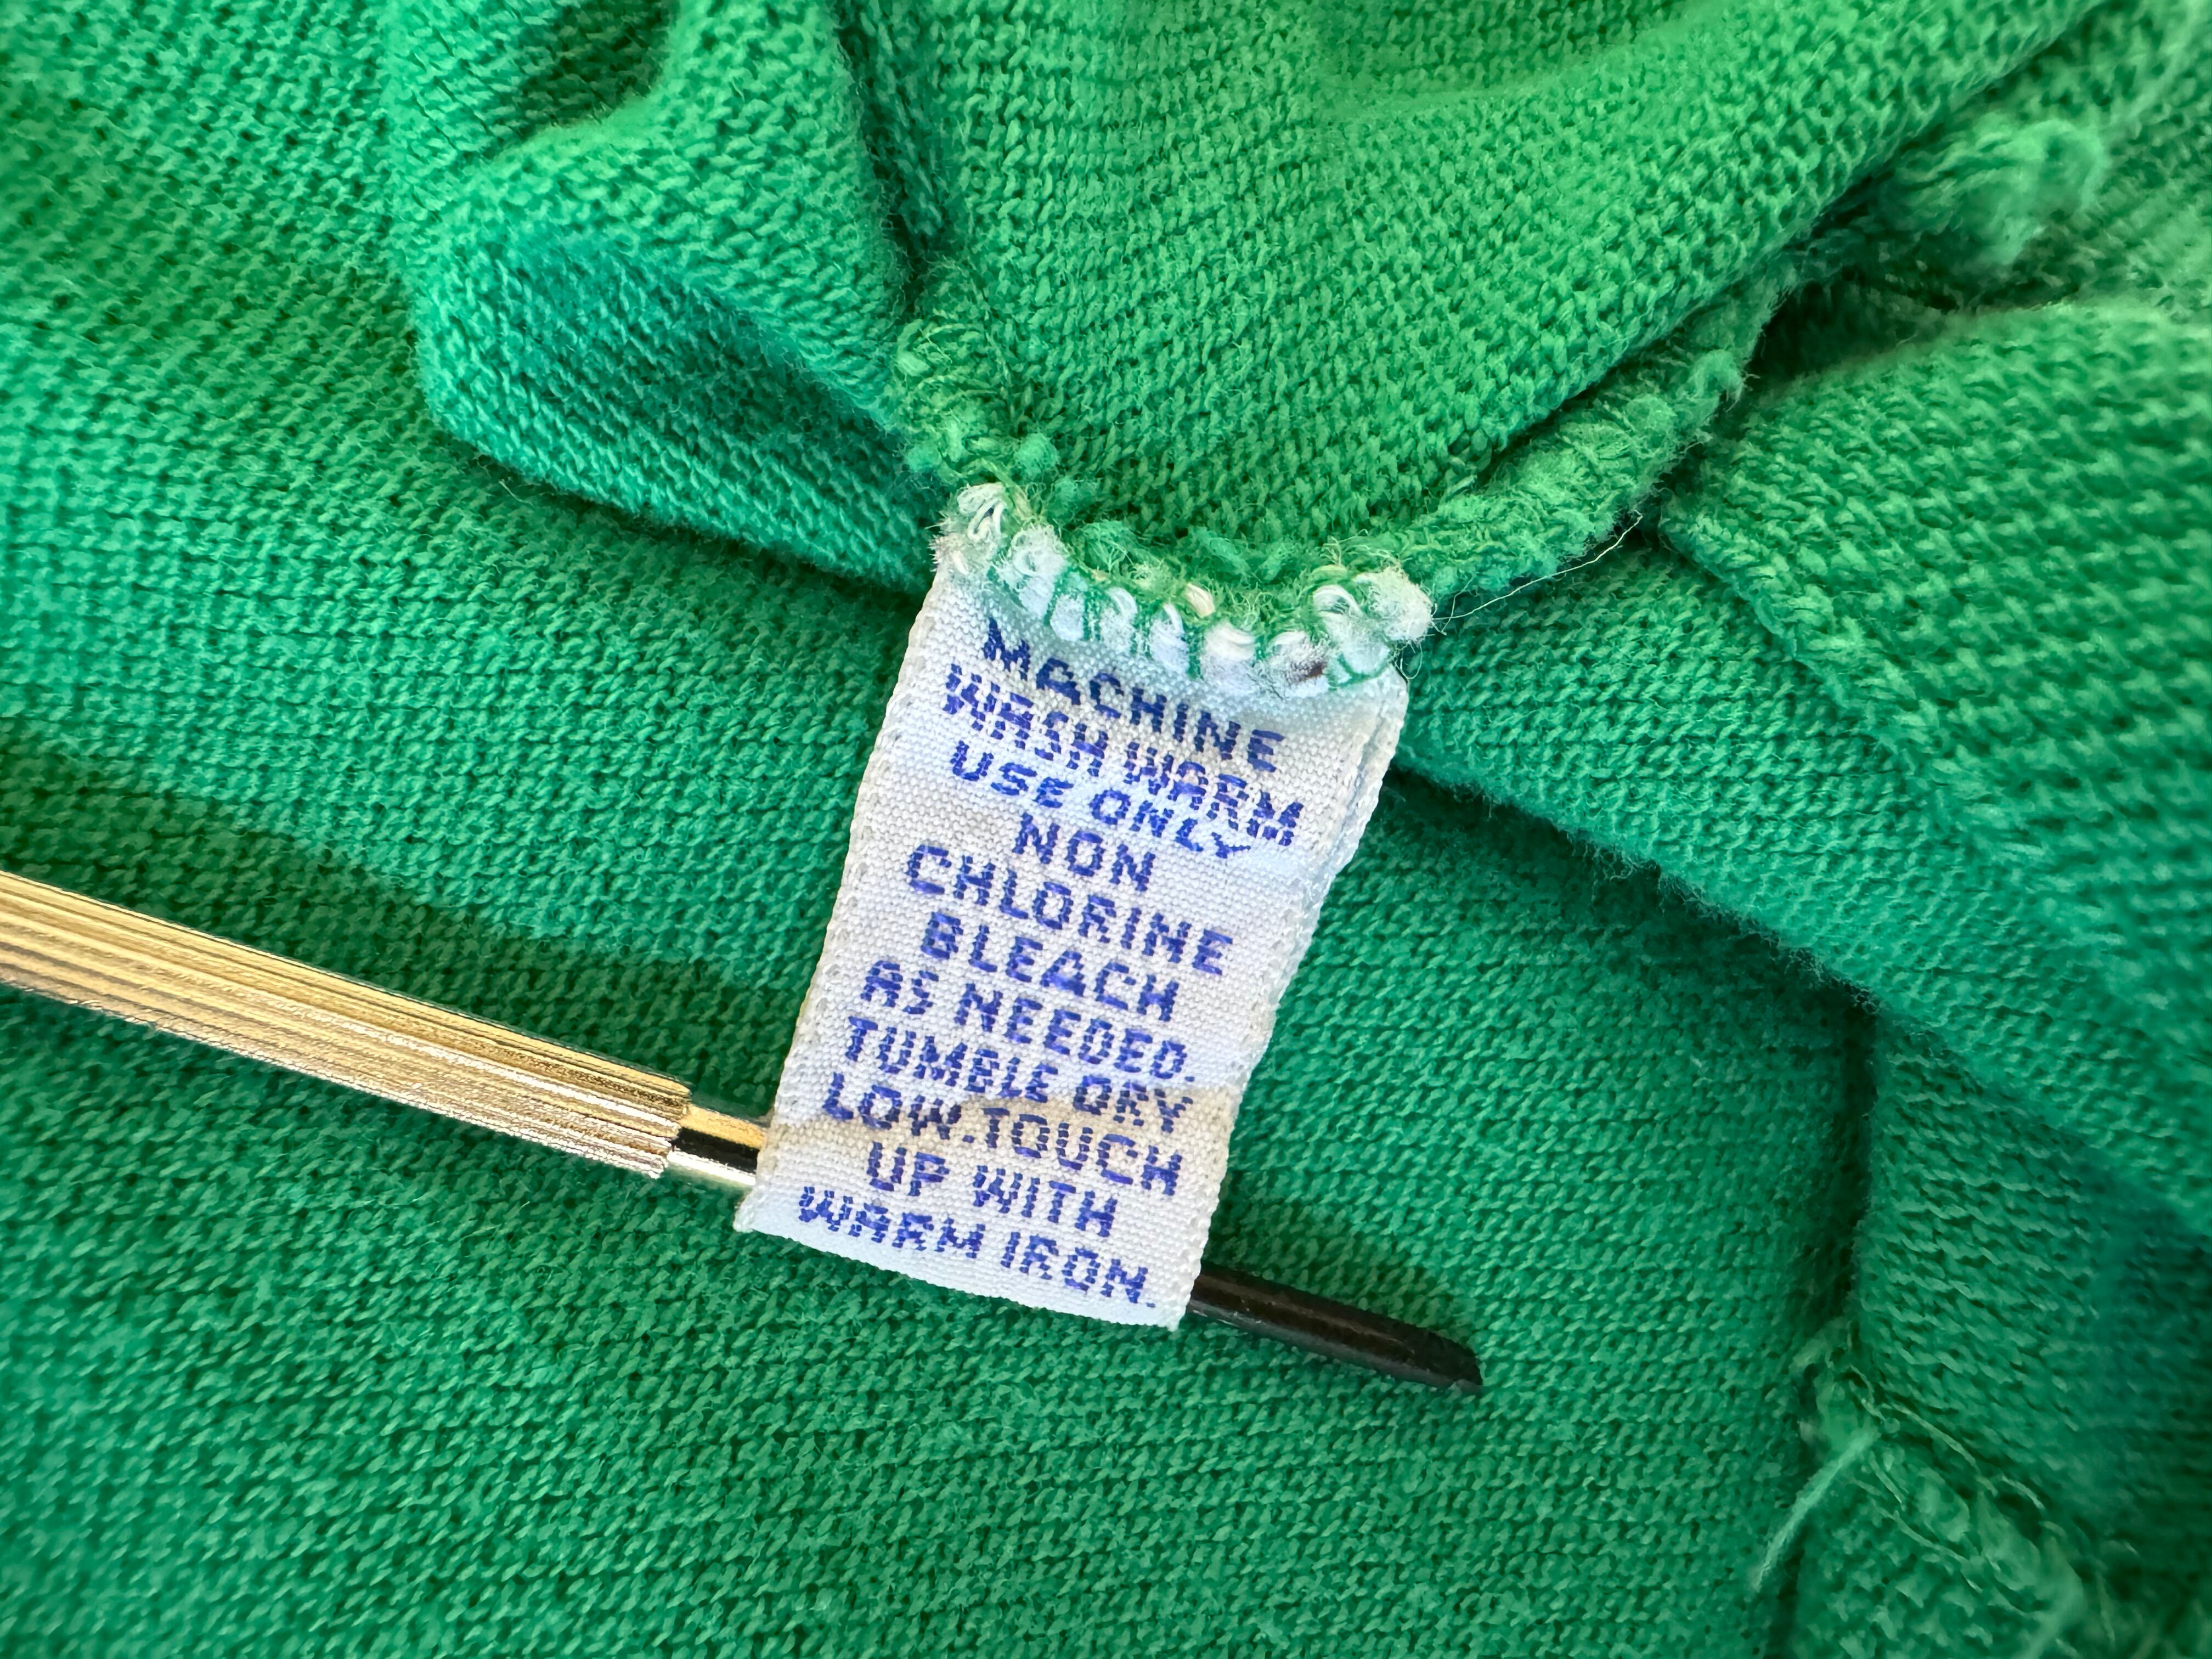 MACHINE
WASH WARM
USE ONLY
NON
CHLORINE
BLEACH
AS NEEDED.
TUMBLE DRY
LOW.TOUCH
UP WITH
WARM IRON.